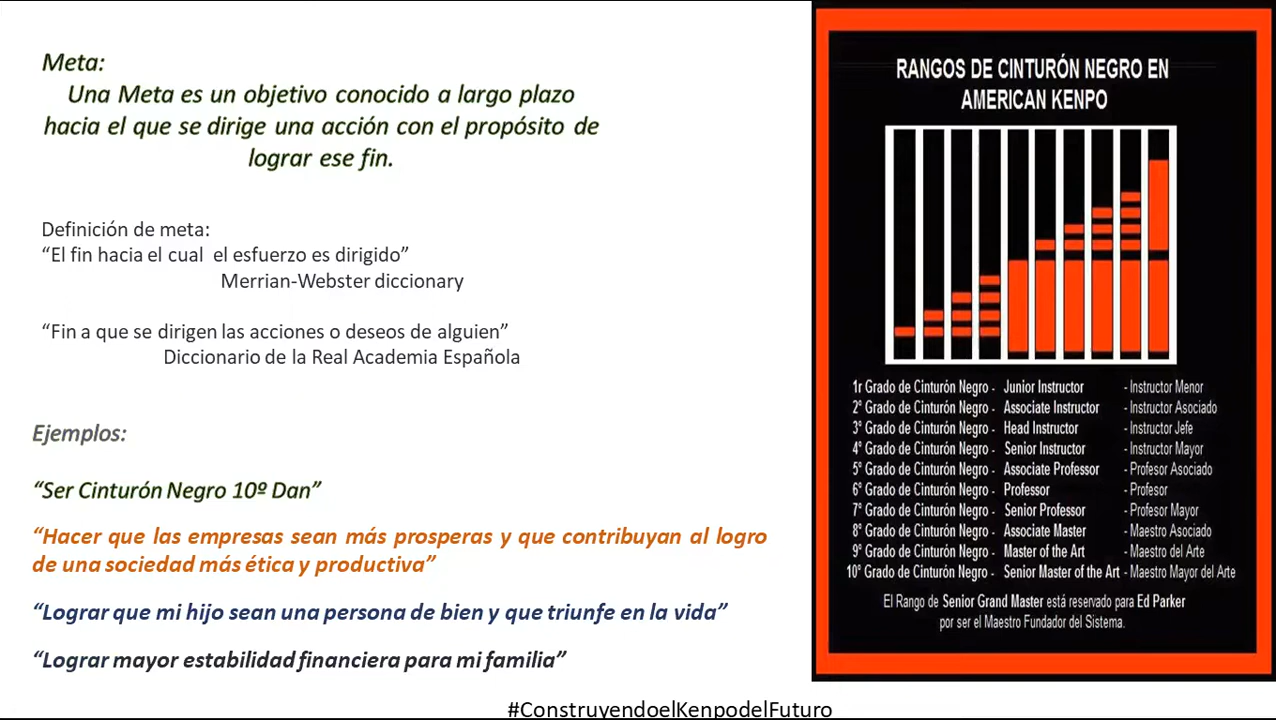 Meta:
Una Meta es un objetivo conocido a largo plazo
hacia el que se dirige una acción con el propósito de
lograr ese fin.
Definición de meta:
“El fin hacia el cual el esfuerzo es dirigido”
Merrian-Webster diccionary
“Fin a que se dirigen las acciones o deseos de alguien”
Diccionario de la Real Academia Española
Ejemplos:
“Ser Cinturón Negro 10º Dan”
“Hacer que las empresas sean más prosperas y que contribuyan al logro
de una sociedad más ética y productiva”
“Lograr que mi hijo sean una persona de bien y que triunfe en la vida”
“Lograr mayor estabilidad financiera para mi familia”
RANGOS DE CINTURÓN NEGRO EN
AMERICAN KENPO
1r Grado de Cinturón Negro - Junior Instructor - Instructor Menor
2° Grado de Cinturón Negro - Associate Instructor - Instructor Asociado
3° Grado de Cinturón Negro - Head Instructor - Instructor Jefe
4° Grado de Cinturón Negro - Senior Instructor - Instructor Mayor
5° Grado de Cinturón Negro - Associate Professor - Profesor Asociado
6° Grado de Cinturón Negro - Professor - Profesor
7° Grado de Cinturón Negro - Senior Professor - Profesor Mayor
8° Grado de Cinturón Negro - Associate Master - Maestro Asociado
9° Grado de Cinturón Negro - Master of the Art - Maestro del Arte
10° Grado de Cinturón Negro - Senior Master of the Art - Maestro Mayor del Arte
El Rango de Senior Grand Master está reservado para Ed Parker
por ser el Maestro Fundador del Sistema.
#ConstruyendoelKenpodelFuturo